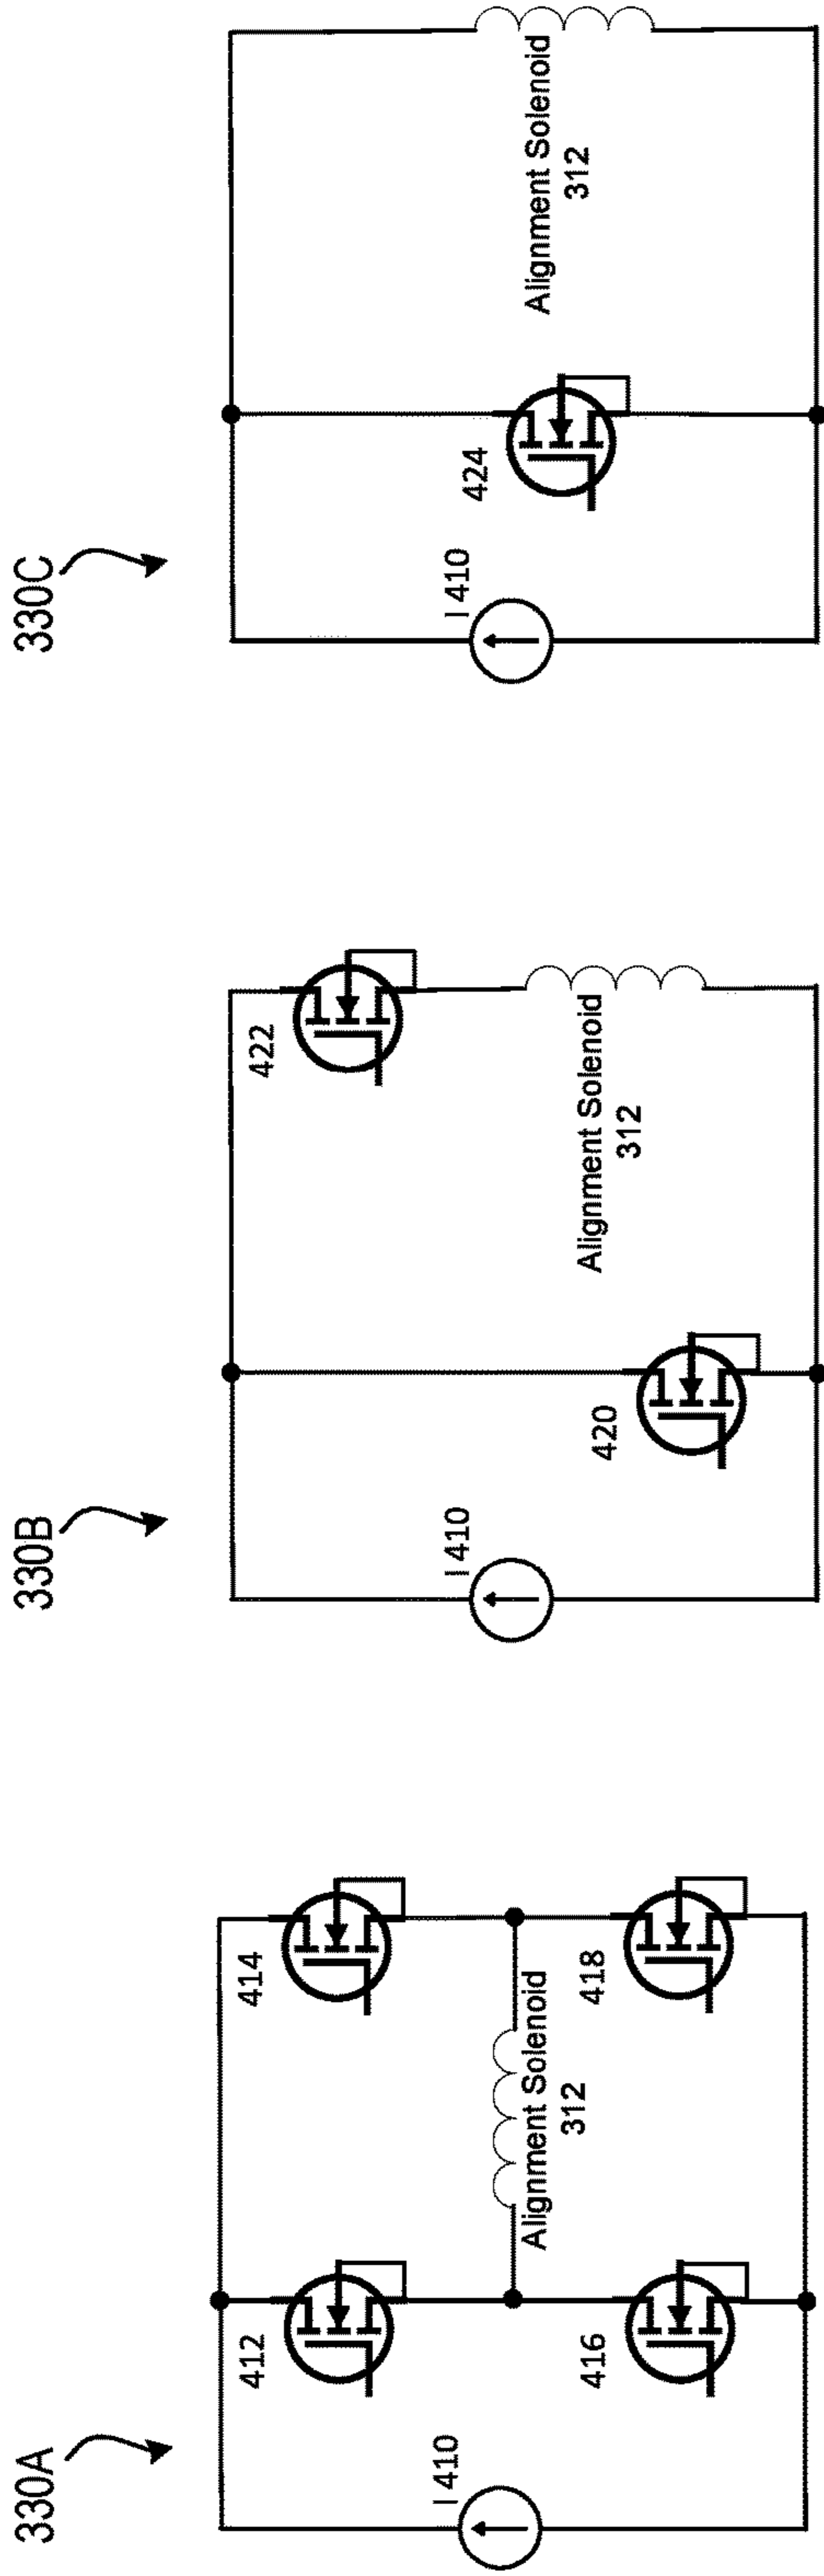 330A
I 410
412
414
Alignment Solenoid
312
416
418
330B
I 410
422
420
Alignment Solenoid
312
330C
I 410
424
Alignment Solenoid
312